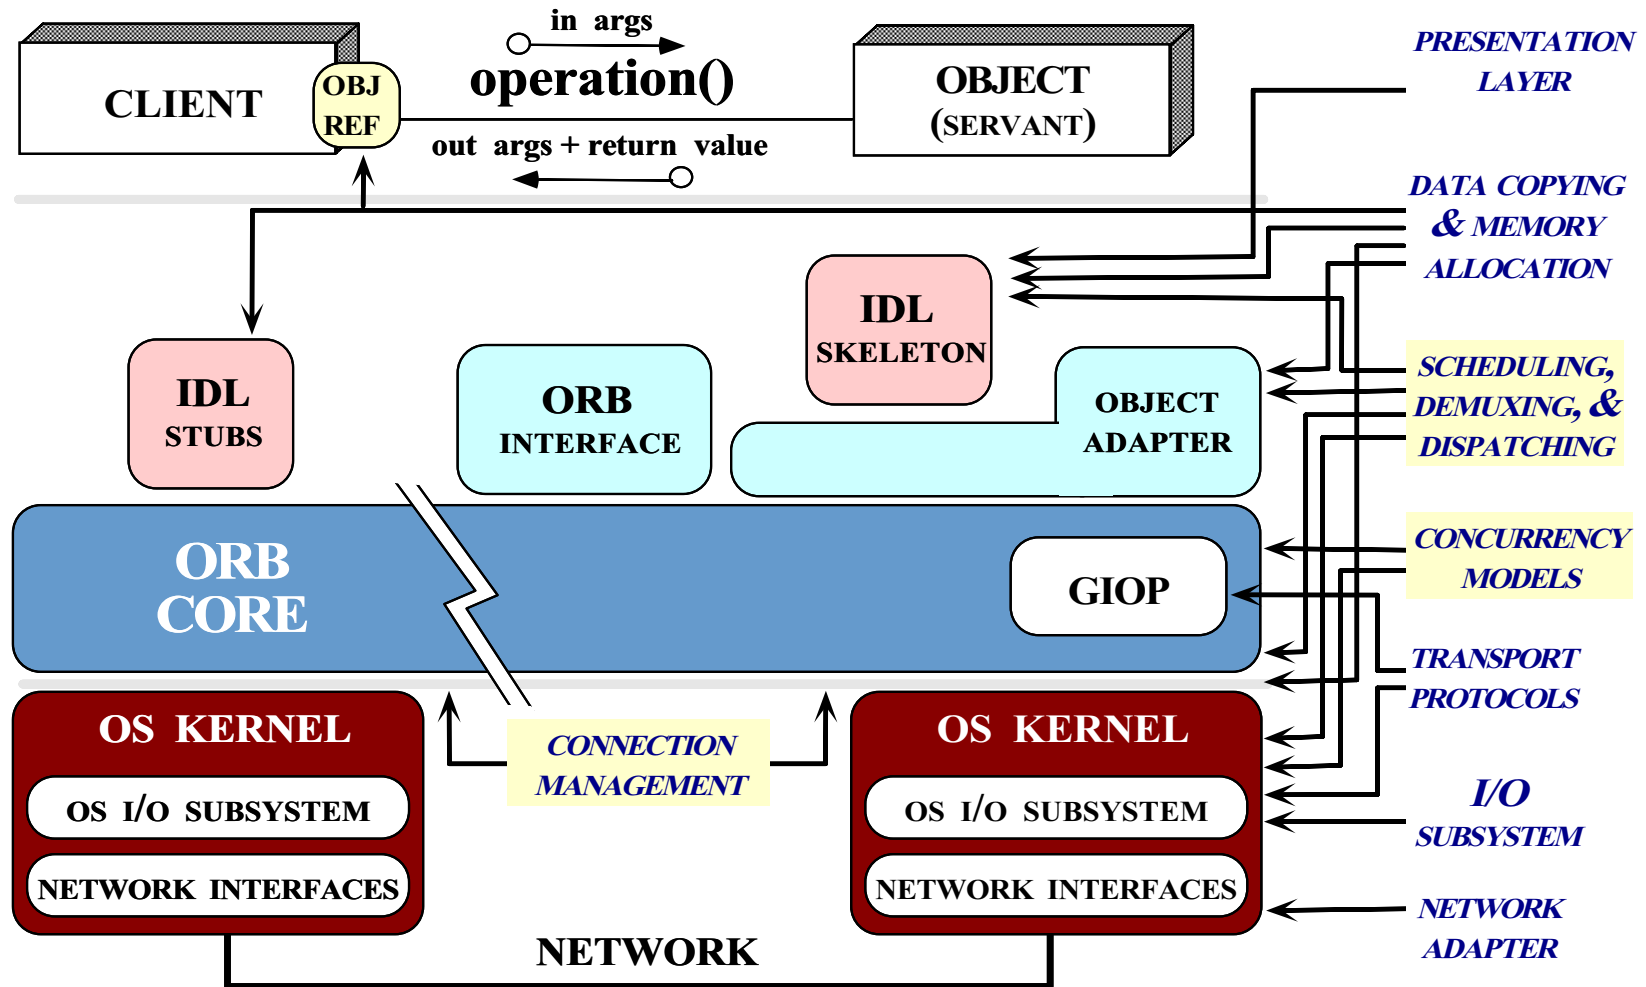 in args
operation()
out args + return value
CLIENT
OBJ
REF
OBJECT
(SERVANT)
PRESENTATION
LAYER
DATA COPYING
& MEMORY
ALLOCATION
IDL
SKELETON
IDL
STUBS
ORB
INTERFACE
OBJECT
ADAPTER
SCHEDULING,
DEMUXING, &
DISPATCHING
ORB
CORE
GIOP
CONCURRENCY
MODELS
TRANSPORT
PROTOCOLS
OS KERNEL
OS I/O SUBSYSTEM
NETWORK INTERFACES
CONNECTION
MANAGEMENT
OS KERNEL
OS I/O SUBSYSTEM
NETWORK INTERFACES
I/O
SUBSYSTEM
NETWORK
ADAPTER
NETWORK